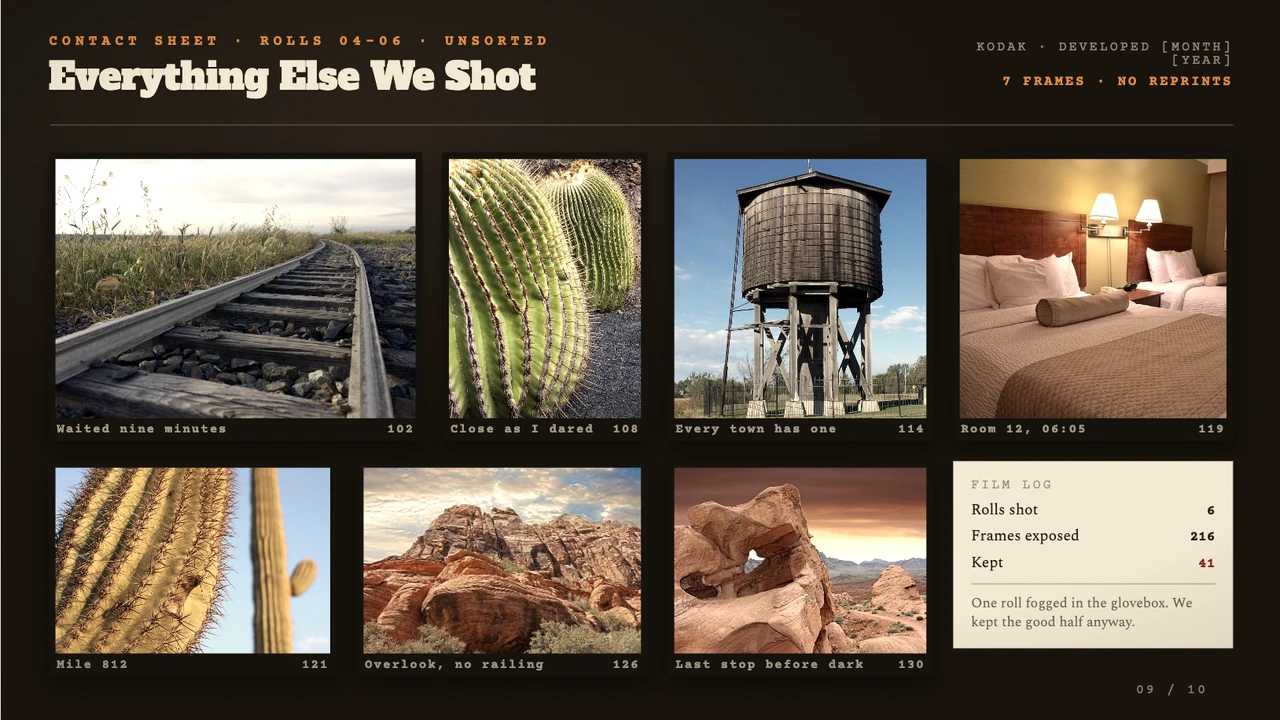 CONTACT SHEET · ROLLS 04–06 · UNSORTED
Everything Else We Shot
KODAK · DEVELOPED [MONTH]
[YEAR]
7 FRAMES · NO REPRINTS
Waited nine minutes 102
Close as I dared 108
Every town has one 114
Room 12, 06:05 119
Mile 812 121
Overlook, no railing 126
Last stop before dark 130
FILM LOG
Rolls shot 6
Frames exposed 216
Kept 41
One roll fogged in the glovebox. We
kept the good half anyway.
09 / 10